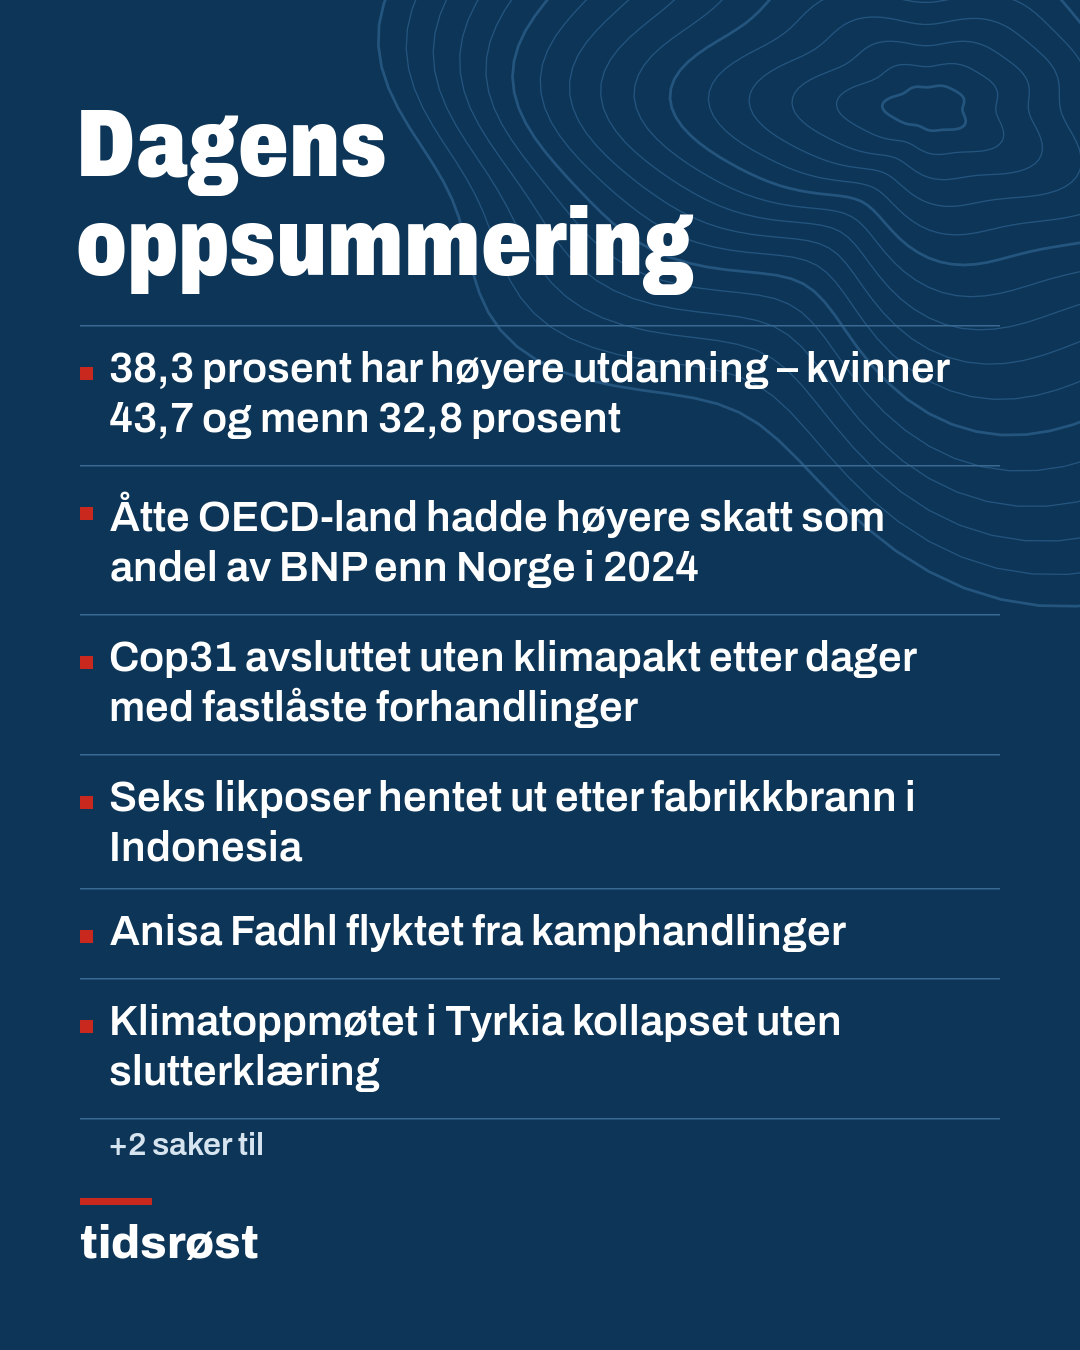 Dagens
oppsummering
38,3 prosent har høyere utdanning – kvinner
43,7 og menn 32,8 prosent
Åtte OECD-land hadde høyere skatt som
andel av BNP enn Norge i 2024
Cop31 avsluttet uten klimapakt etter dager
med fastlåste forhandlinger
Seks likposer hentet ut etter fabrikkbrann i
Indonesia
Anisa Fadhl flyktet fra kamphandlinger
Klimatoppmøtet i Tyrkia kollapset uten
slutterklæring
+2 saker til
tidsrøst